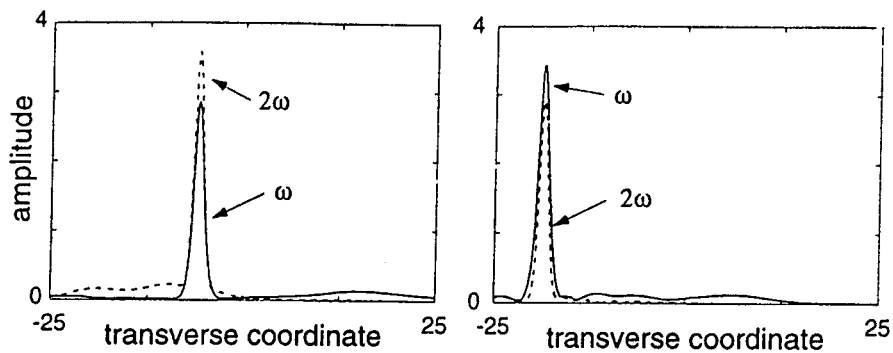 4
2ω
ω
amplitude
0
-25
transverse coordinate
25
4
ω
2ω
0
-25
transverse coordinate
25